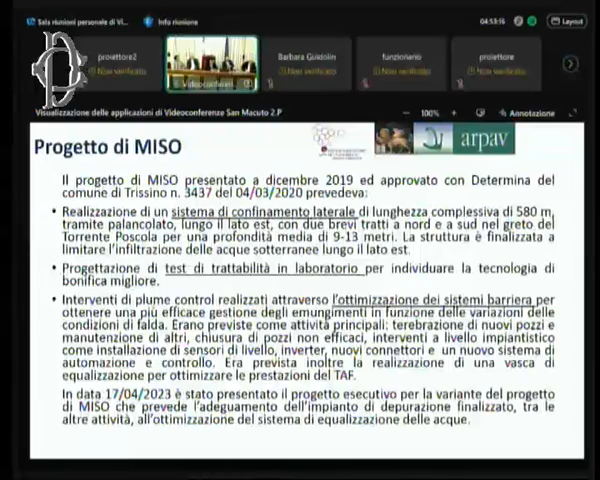 Sala riunioni personale di Vi...
Info riunione
04:53:16
Layout
proiettore2
Non verificato
Videoconferenz
Barbara Guidolin
Non verificato
funzionario
Non verificato
proiettore
Non verificato
Visualizzazione delle applicazioni di Videoconferenze San Macuto 2.P
100%
Annotazione
Progetto di MISO
arpav
Il progetto di MISO presentato a dicembre 2019 ed approvato con Determina del
comune di Trissino n. 3437 del 04/03/2020 prevedeva:
• Realizzazione di un sistema di confinamento laterale di lunghezza complessiva di 580 m,
tramite palancolato, lungo il lato est, con due brevi tratti a nord e a sud nel greto del
Torrente Poscola per una profondità media di 9-13 metri. La struttura è finalizzata a
limitare l'infiltrazione delle acque sotterranee lungo il lato est.
• Progettazione di test di trattabilità in laboratorio per individuare la tecnologia di
bonifica migliore.
• Interventi di plume control realizzati attraverso l'ottimizzazione dei sistemi barriera per
ottenere una più efficace gestione degli emungimenti in funzione delle variazioni delle
condizioni di falda. Erano previste come attività principali: terebrazione di nuovi pozzi e
manutenzione di altri, chiusura di pozzi non efficaci, interventi a livello impiantistico
come installazione di sensori di livello, inverter, nuovi connettori e un nuovo sistema di
automazione e controllo. Era prevista inoltre la realizzazione di una vasca di
equalizzazione per ottimizzare le prestazioni del TAF.
In data 17/04/2023 è stato presentato il progetto esecutivo per la variante del progetto
di MISO che prevede l'adeguamento dell'impianto di depurazione finalizzato, tra le
altre attività, all'ottimizzazione del sistema di equalizzazione delle acque.